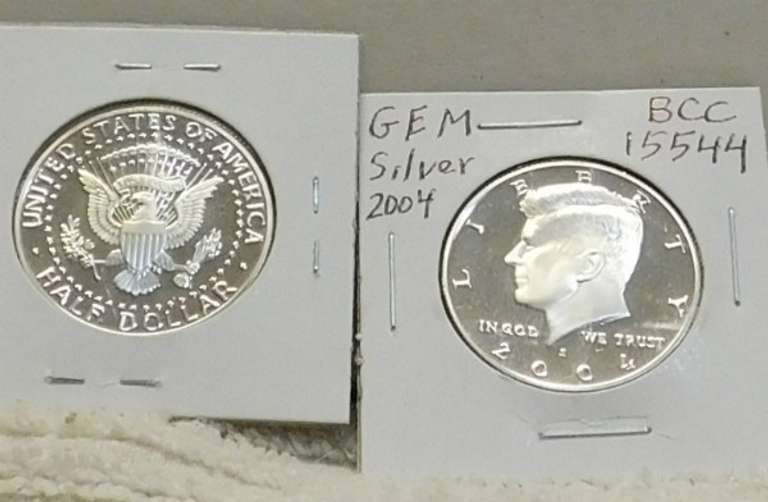 UNITED STATES OF AMERICA
HALF DOLLAR
GEM
Silver
2004
BCC
15544
LIBERTY
IN GOD WE TRUST
S
2004